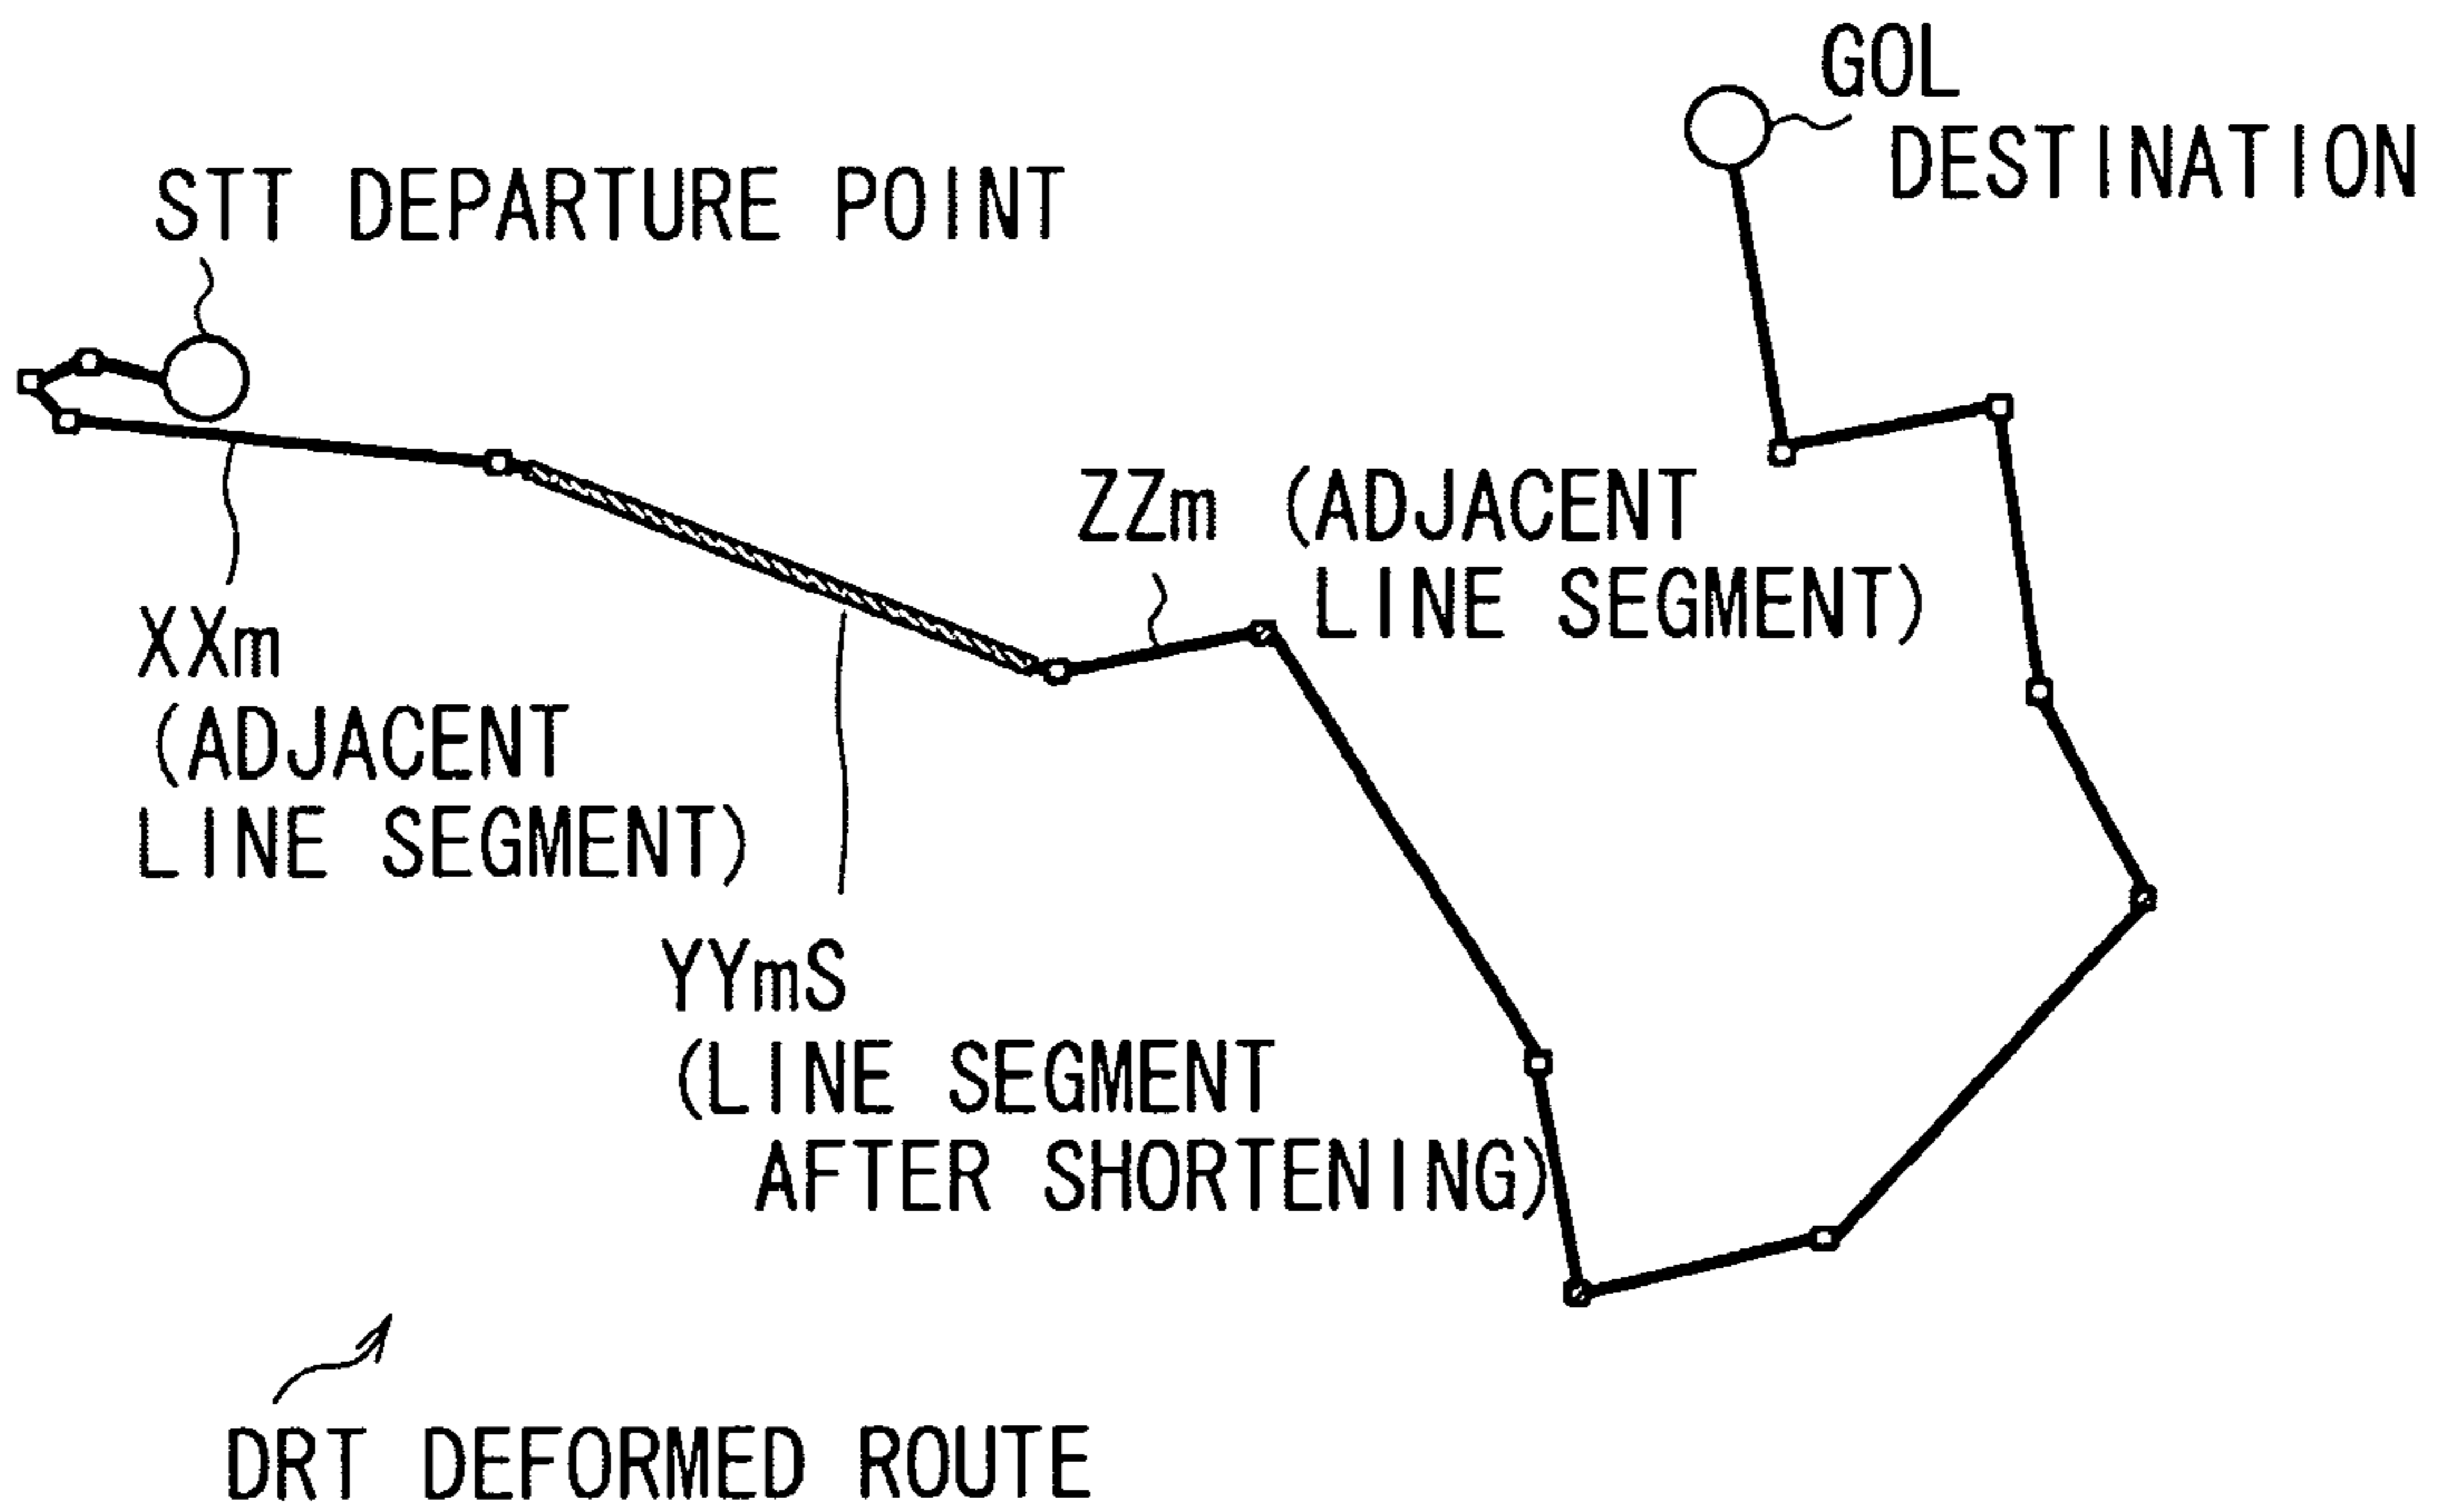 GOL
DESTINATION
STT DEPARTURE POINT
ZZm (ADJACENT
LINE SEGMENT)
XXm
(ADJACENT
LINE SEGMENT)
YYmS
(LINE SEGMENT
AFTER SHORTENING)
DRT DEFORMED ROUTE